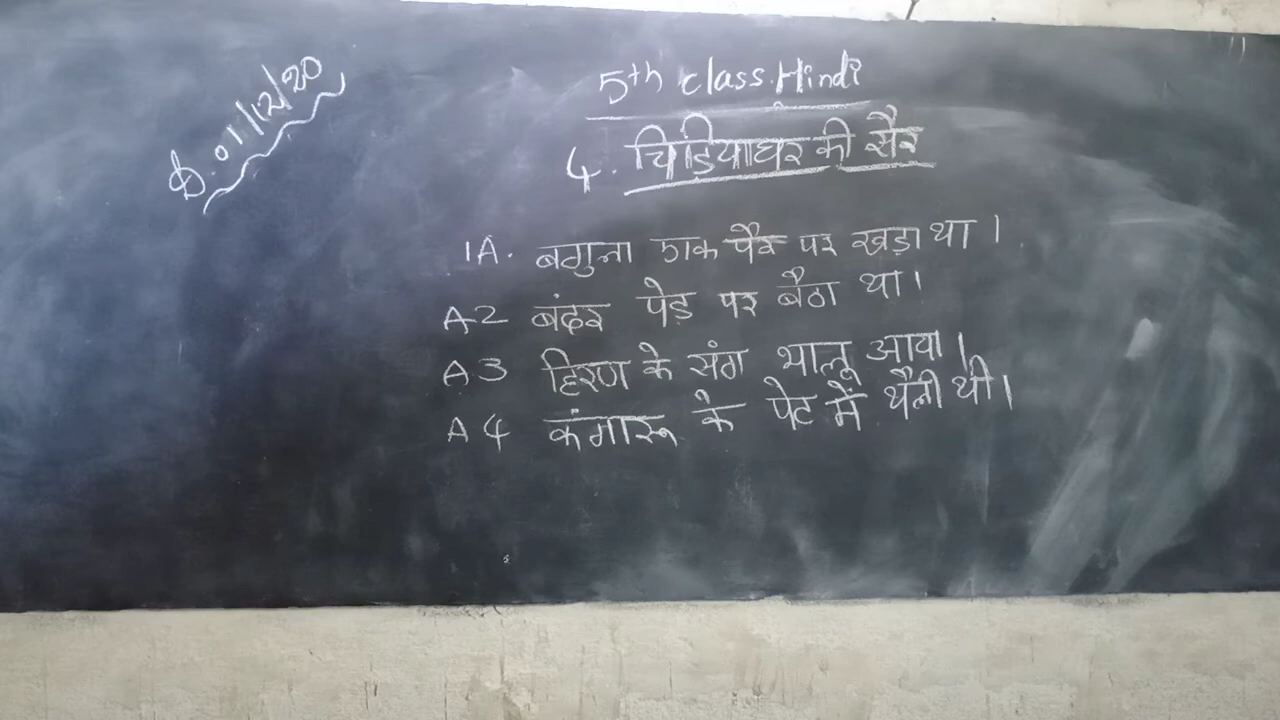 5th class.Hindi
D. 01/12/20
4. चिडियाघर की सैर
1A. बगुला एक पैर पर खड़ा था।
A2 बंदर पेड़ पर बैठा था।
A3 हिरण के संग भालू आया।
A4 कंगारू के पेट में थैली थी।